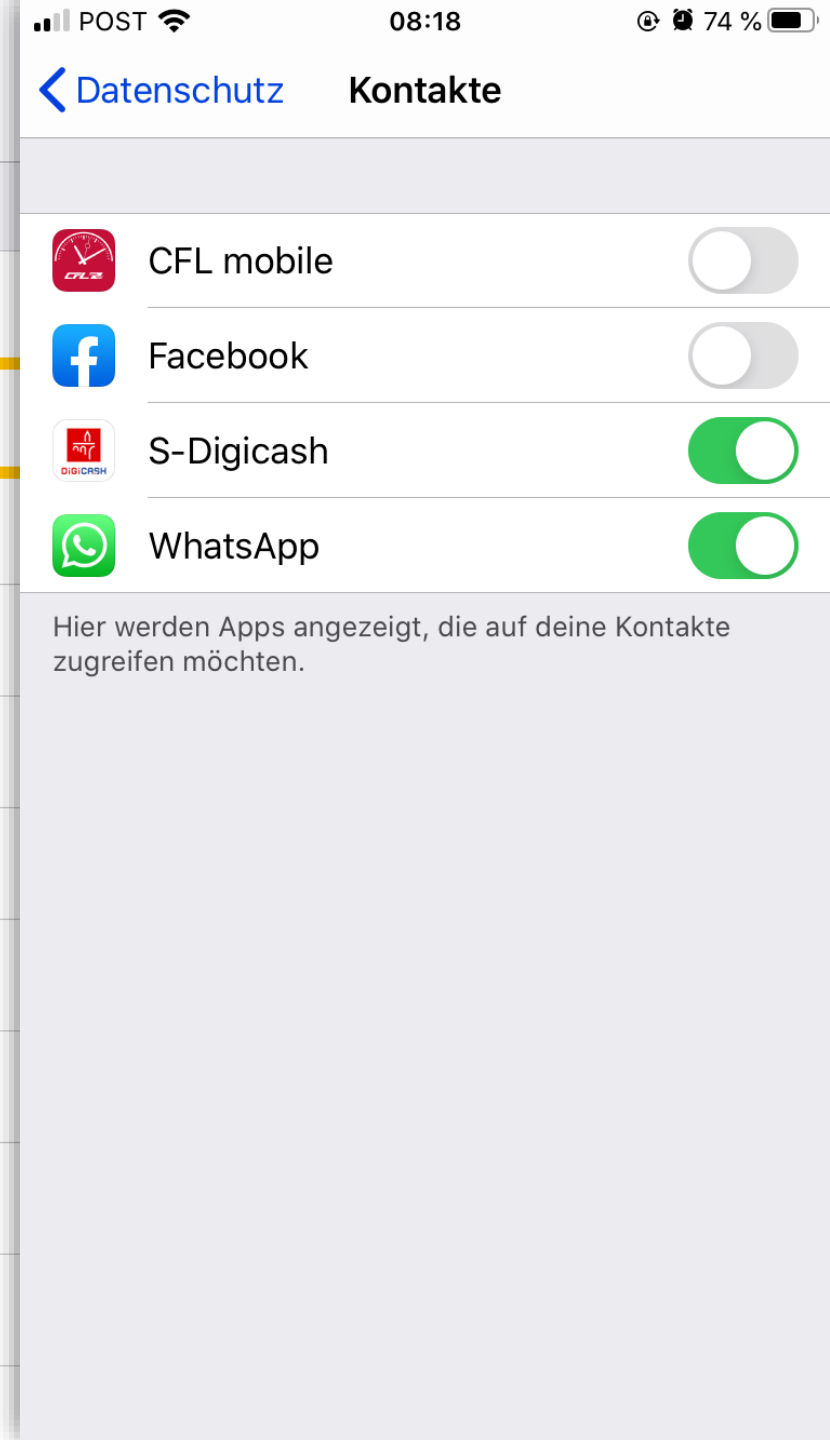 POST 08:18 74 %
Datenschutz Kontakte
CFL mobile
Facebook
S-Digicash
DIGICASH
WhatsApp
Hier werden Apps angezeigt, die auf deine Kontakte
zugreifen möchten.